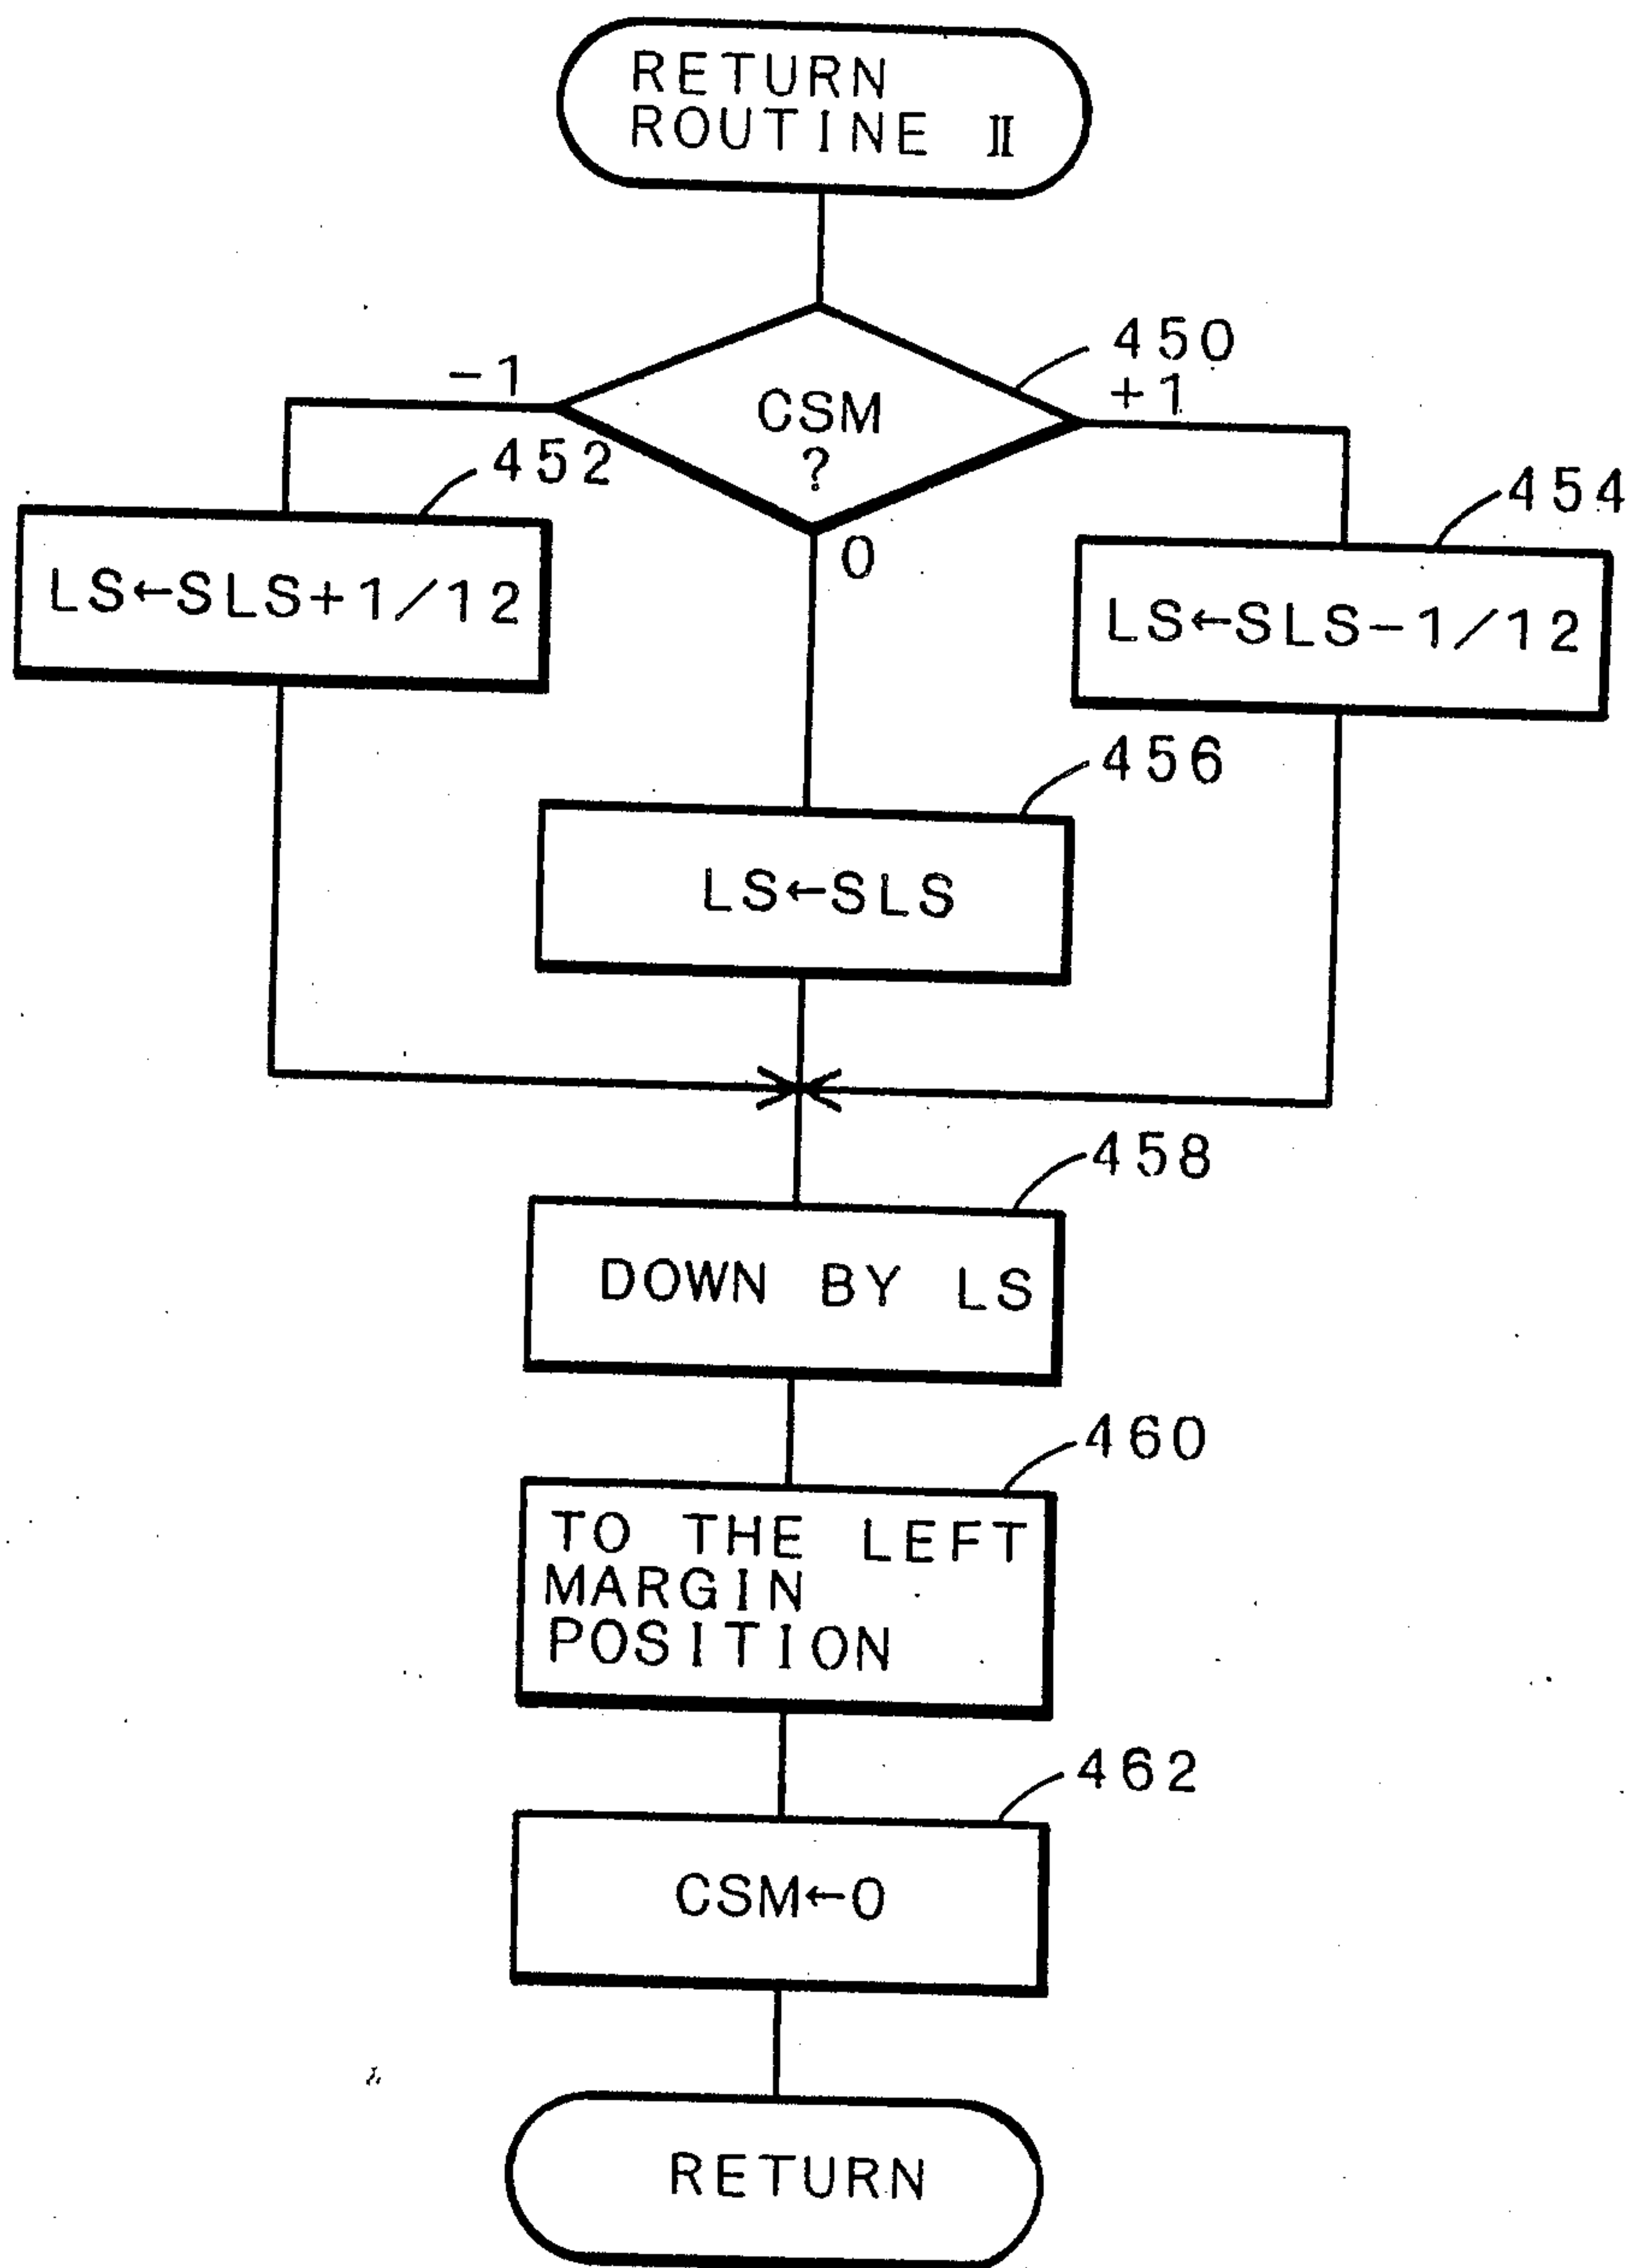 RETURN
ROUTINE II
450
-1
+1
CSM
?
0
452
454
LS←SLS+1/12
LS←SLS-1/12
456
LS←SLS
458
DOWN BY LS
460
TO THE LEFT
MARGIN
POSITION
462
CSM←0
RETURN